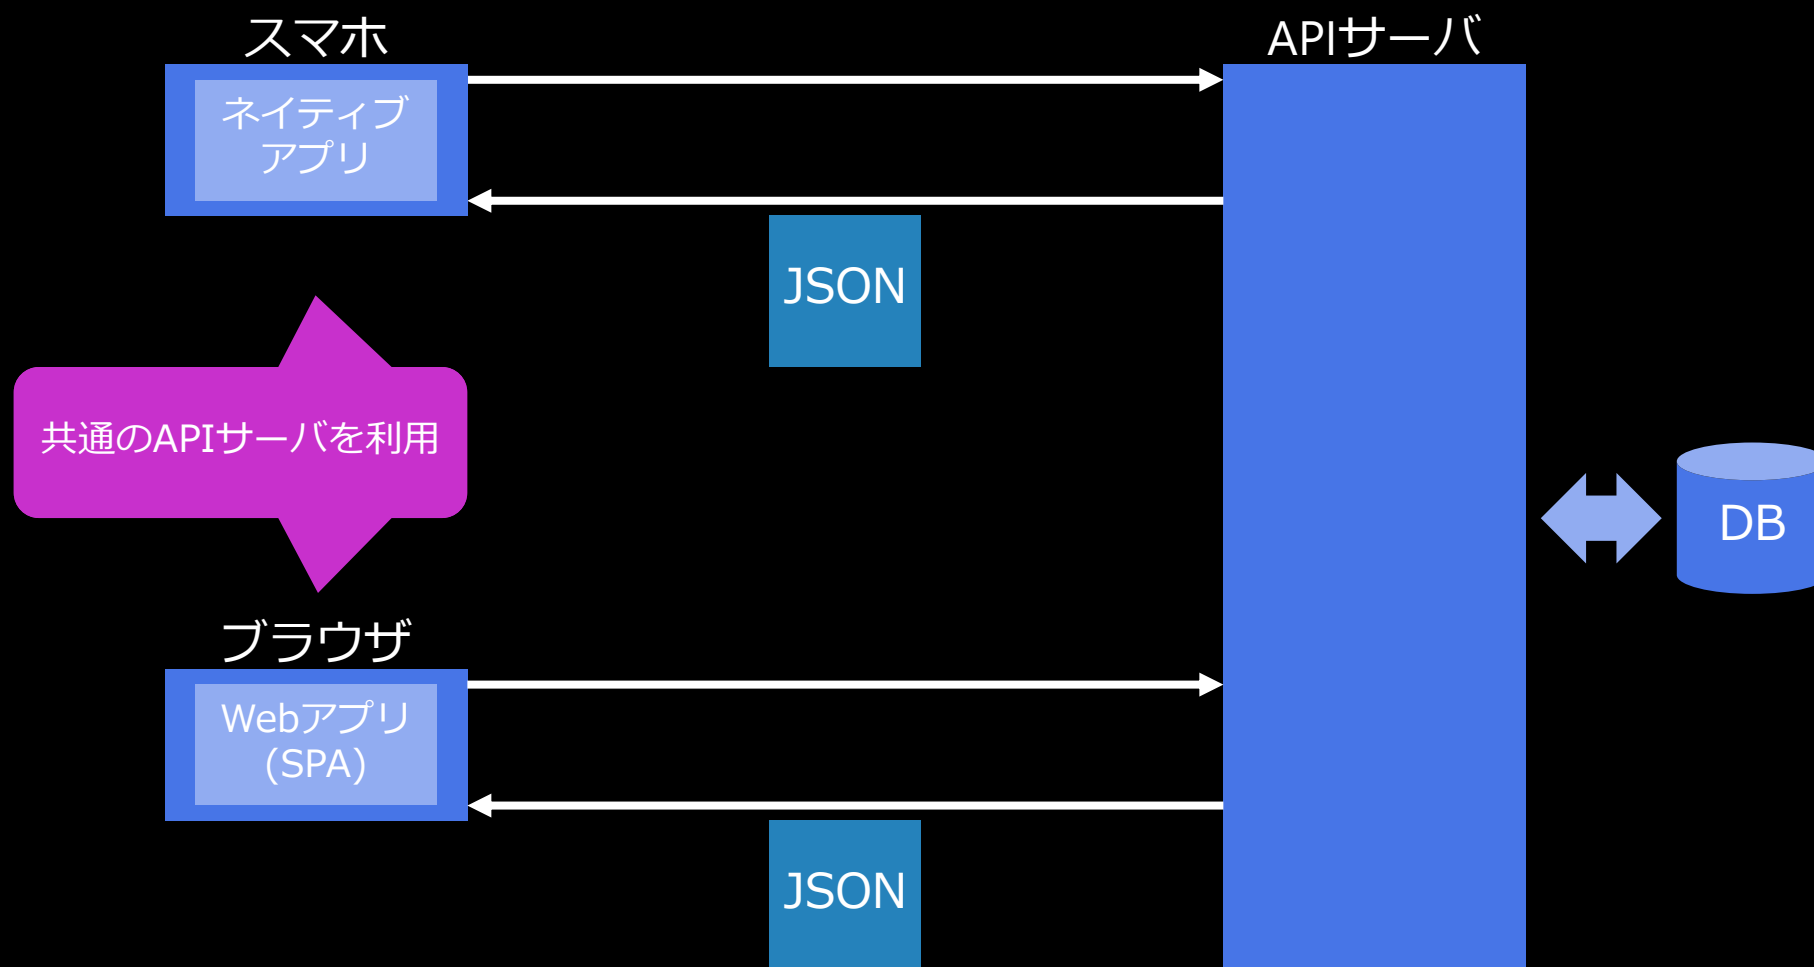 スマホ
APIサーバ
ネイティブ
アプリ
JSON
共通のAPIサーバを利用
DB
ブラウザ
Webアプリ
(SPA)
JSON